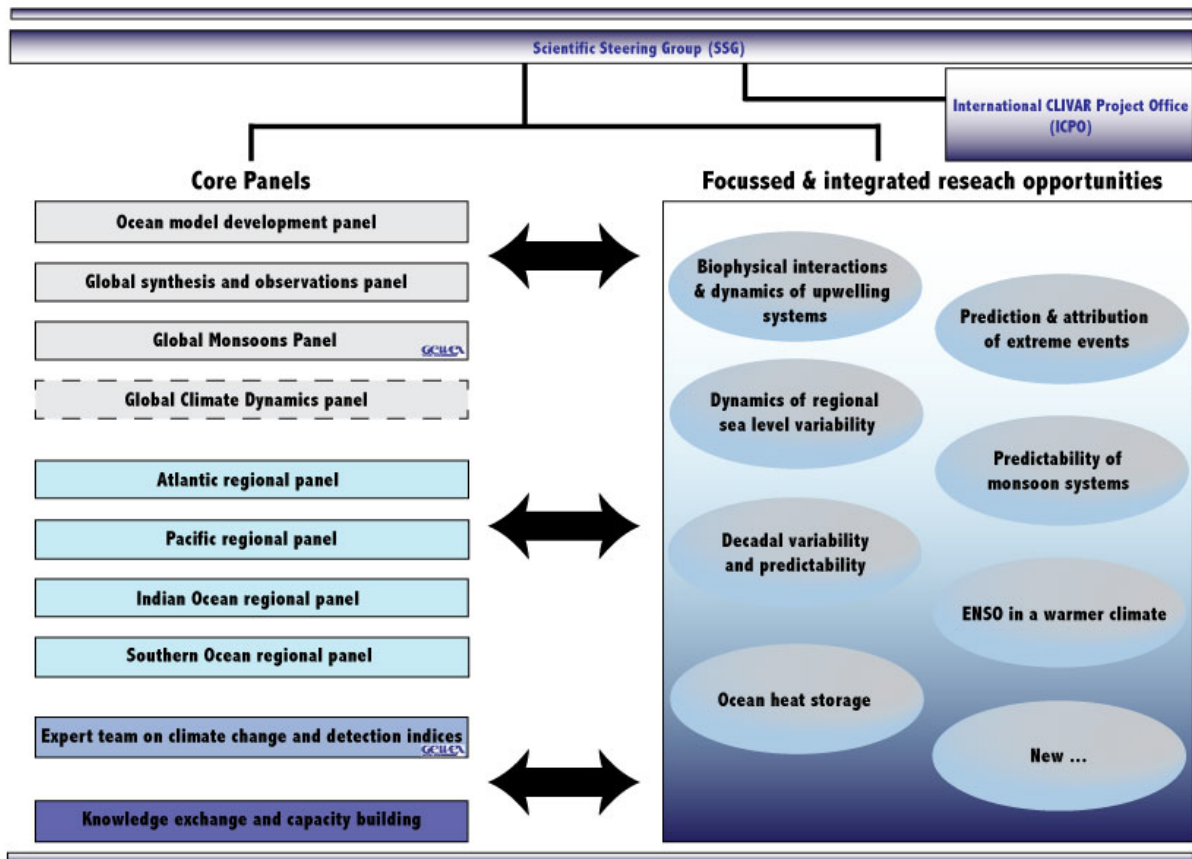 Scientific Steering Group (SSG)
International CLIVAR Project Office
(ICPO)
Core Panels
Ocean model development panel
Global synthesis and observations panel
Global Monsoons Panel
GEWEX
Global Climate Dynamics panel
Atlantic regional panel
Pacific regional panel
Indian Ocean regional panel
Southern Ocean regional panel
Expert team on climate change and detection indices
GEWEX
Knowledge exchange and capacity building
Focussed & integrated reseach opportunities
Biophysical interactions
& dynamics of upwelling
systems
Prediction & attribution
of extreme events
Dynamics of regional
sea level variability
Predictability of
monsoon systems
Decadal variability
and predictability
ENSO in a warmer climate
Ocean heat storage
New ...